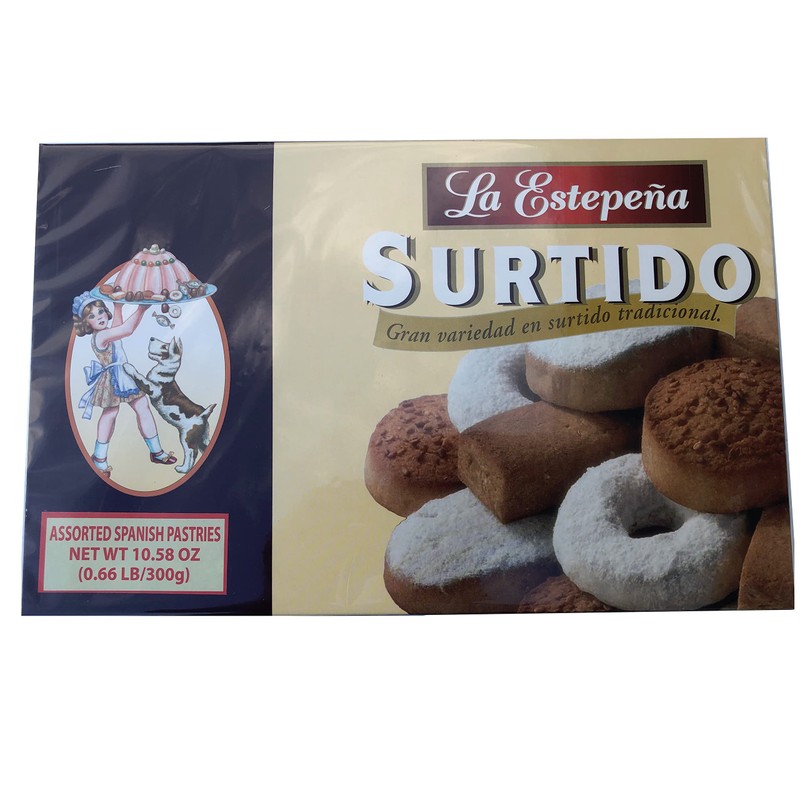 La Estepeña
SURTIDO
Gran variedad en surtido tradicional.
ASSORTED SPANISH PASTRIES
NET WT 10.58 OZ
(0.66 LB/300g)